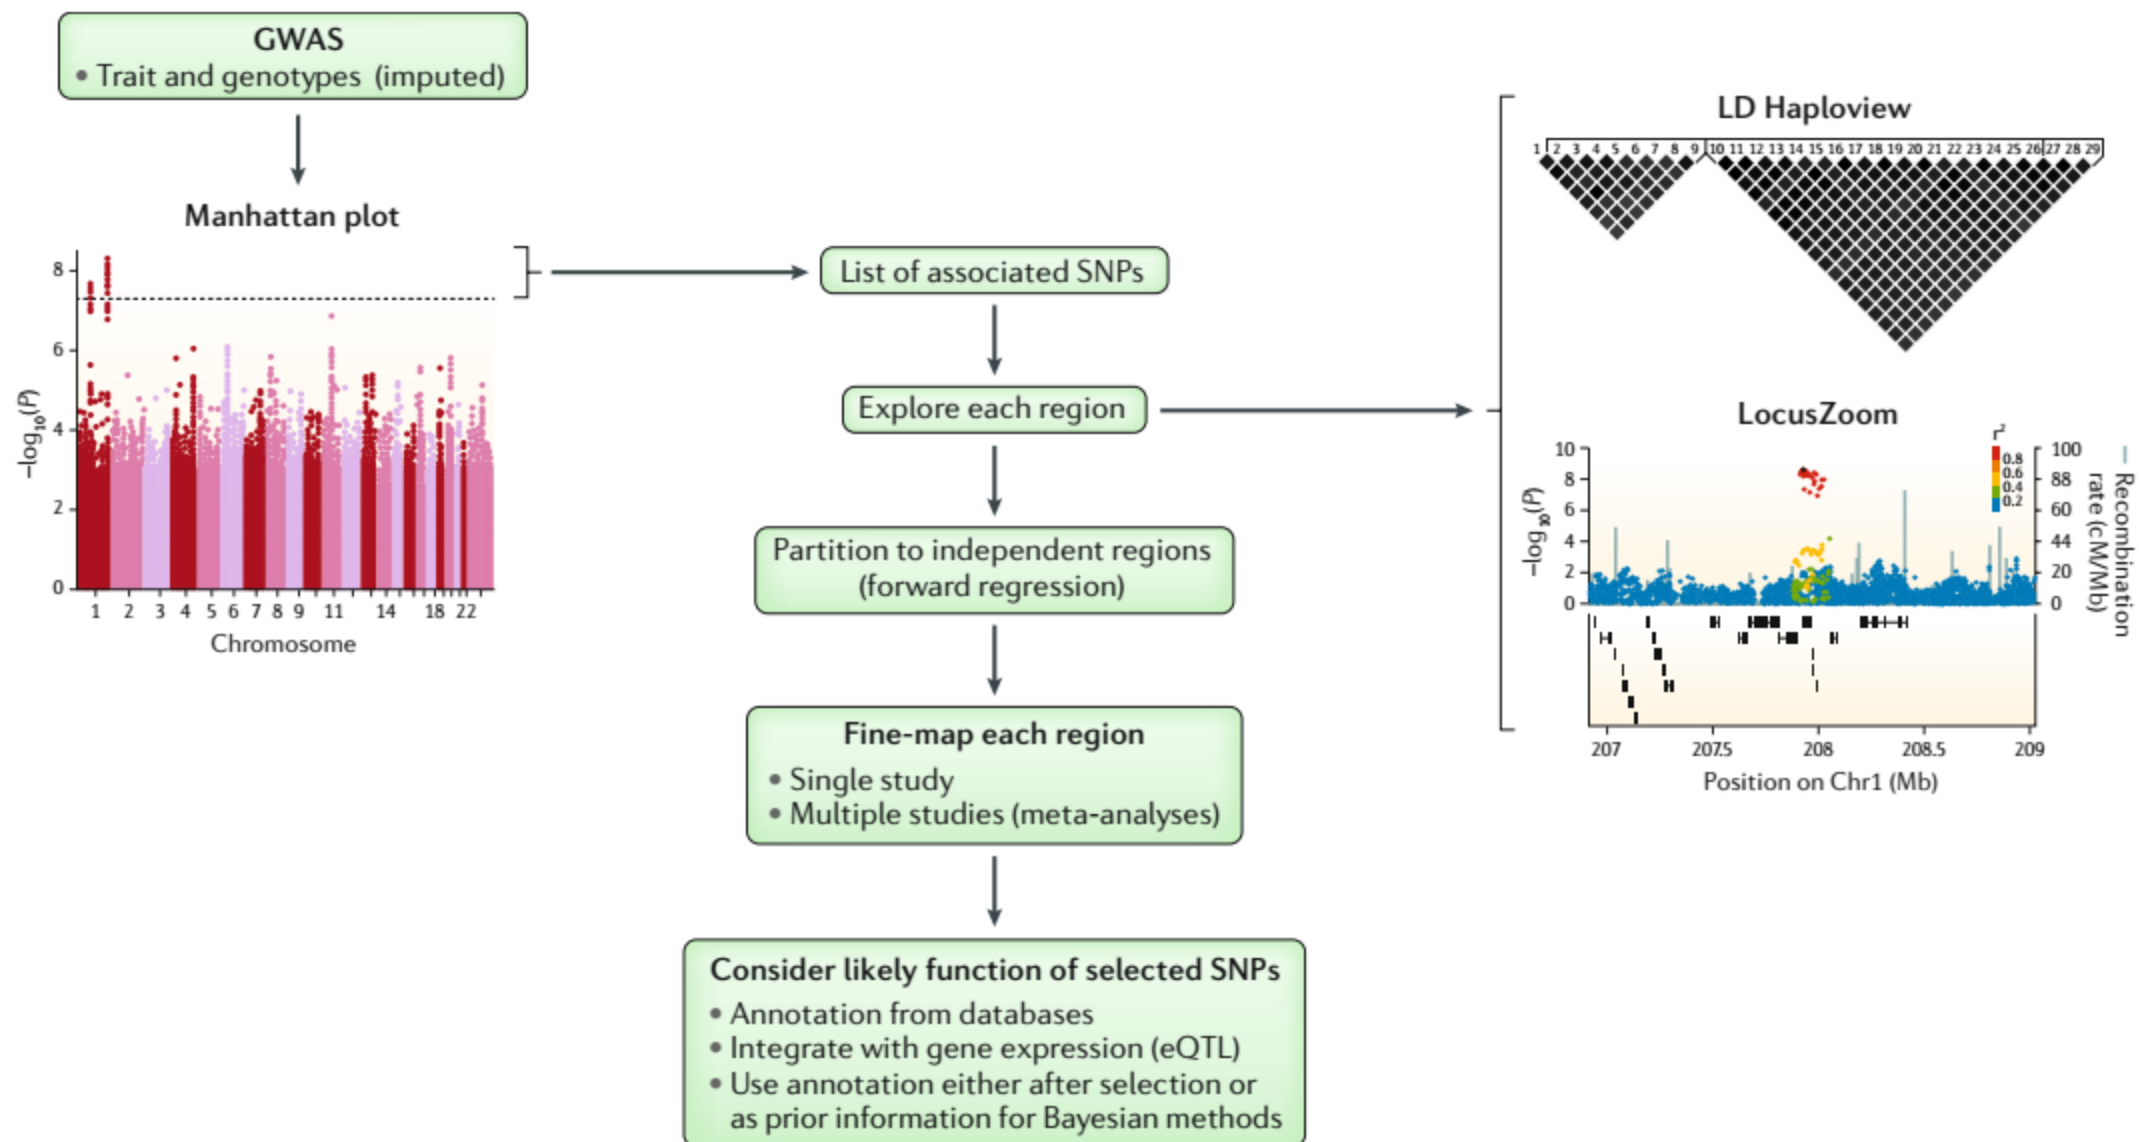 GWAS
• Trait and genotypes (imputed)
Manhattan plot
8
6
4
2
0
–log₁₀(P)
1 2 3 4 5 6 7 8 9 11 14 18 22
Chromosome
List of associated SNPs
Explore each region
Partition to independent regions
(forward regression)
Fine-map each region
• Single study
• Multiple studies (meta-analyses)
Consider likely function of selected SNPs
• Annotation from databases
• Integrate with gene expression (eQTL)
• Use annotation either after selection or
as prior information for Bayesian methods
LD Haploview
1 2 3 4 5 6 7 8 9 10 11 12 13 14 15 16 17 18 19 20 21 22 23 24 25 26 27 28 29
LocusZoom
r²
0.8
0.6
0.4
0.2
10
8
6
4
2
0
–log₁₀(P)
100
88
60
44
20
0
Recombination
rate (cM/Mb)
207 207.5 208 208.5 209
Position on Chr1 (Mb)